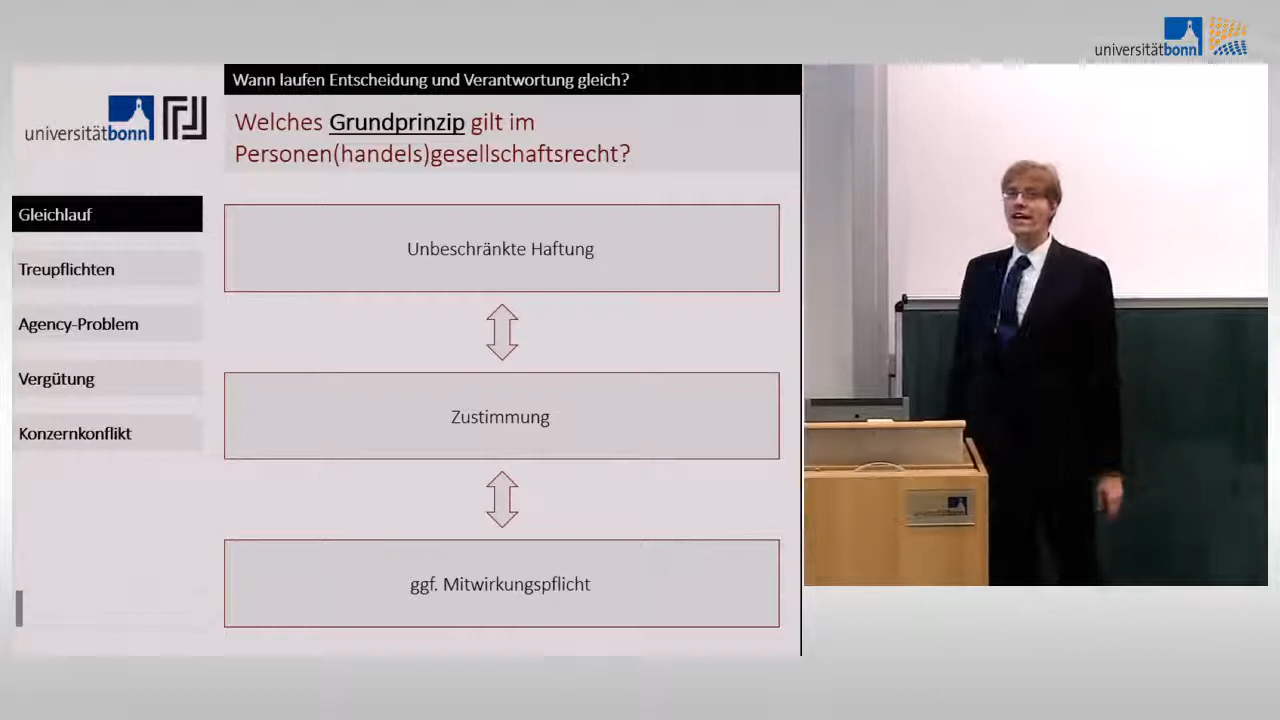 universitätbonn
Wann laufen Entscheidung und Verantwortung gleich?
universitätbonn
Welches Grundprinzip gilt im
Personen(handels)gesellschaftsrecht?
Gleichlauf
Treupflichten
Agency-Problem
Vergütung
Konzernkonflikt
Unbeschränkte Haftung
Zustimmung
ggf. Mitwirkungspflicht
universitätbonn